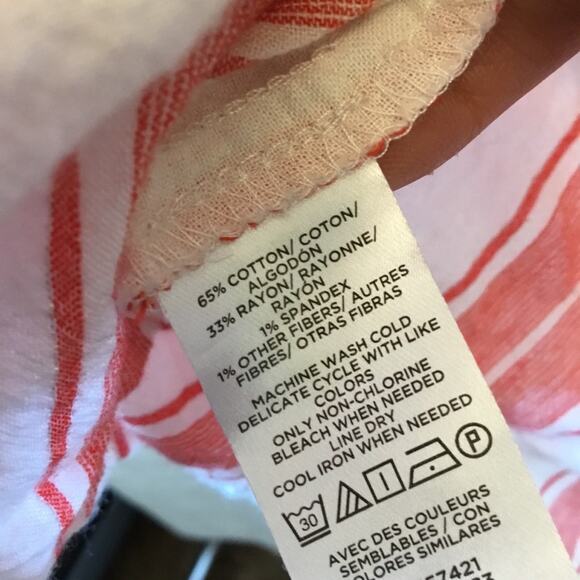 65% COTTON/ COTON/
ALGODÓN
33% RAYON/ RAYONNE/
RAYÓN
1% SPANDEX
1% OTHER FIBERS/ AUTRES
FIBRES/ OTRAS FIBRAS
MACHINE WASH COLD
DELICATE CYCLE WITH LIKE
COLORS
ONLY NON-CHLORINE
BLEACH WHEN NEEDED
LINE DRY
COOL IRON WHEN NEEDED
30 P
AVEC DES COULEURS
SEMBLABLES / CON
COLORES SIMILARES
7421